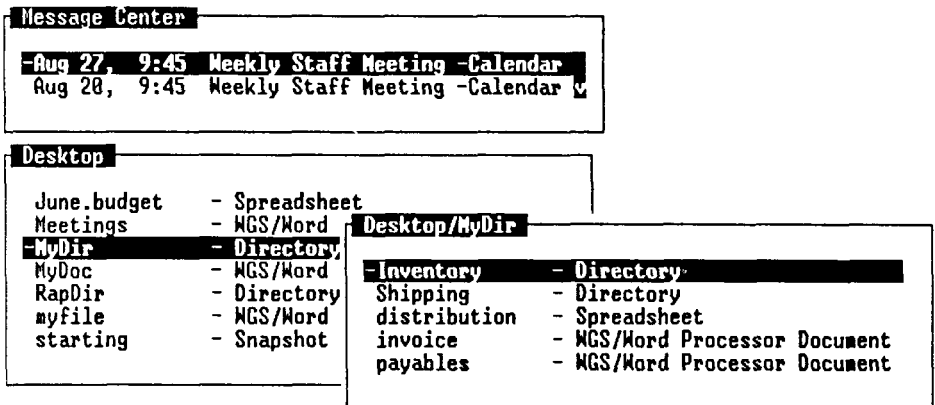 Message Center
-Aug 27, 9:45 Weekly Staff Meeting -Calendar
Aug 20, 9:45 Weekly Staff Meeting -Calendar v
Desktop
June.budget - Spreadsheet
Meetings - WGS/Word
-MyDir - Directory
MyDoc - WGS/Word
RapDir - Directory
myfile - WGS/Word
starting - Snapshot
Desktop/MyDir
-Inventory - Directory
Shipping - Directory
distribution - Spreadsheet
invoice - WGS/Word Processor Document
payables - WGS/Word Processor Document